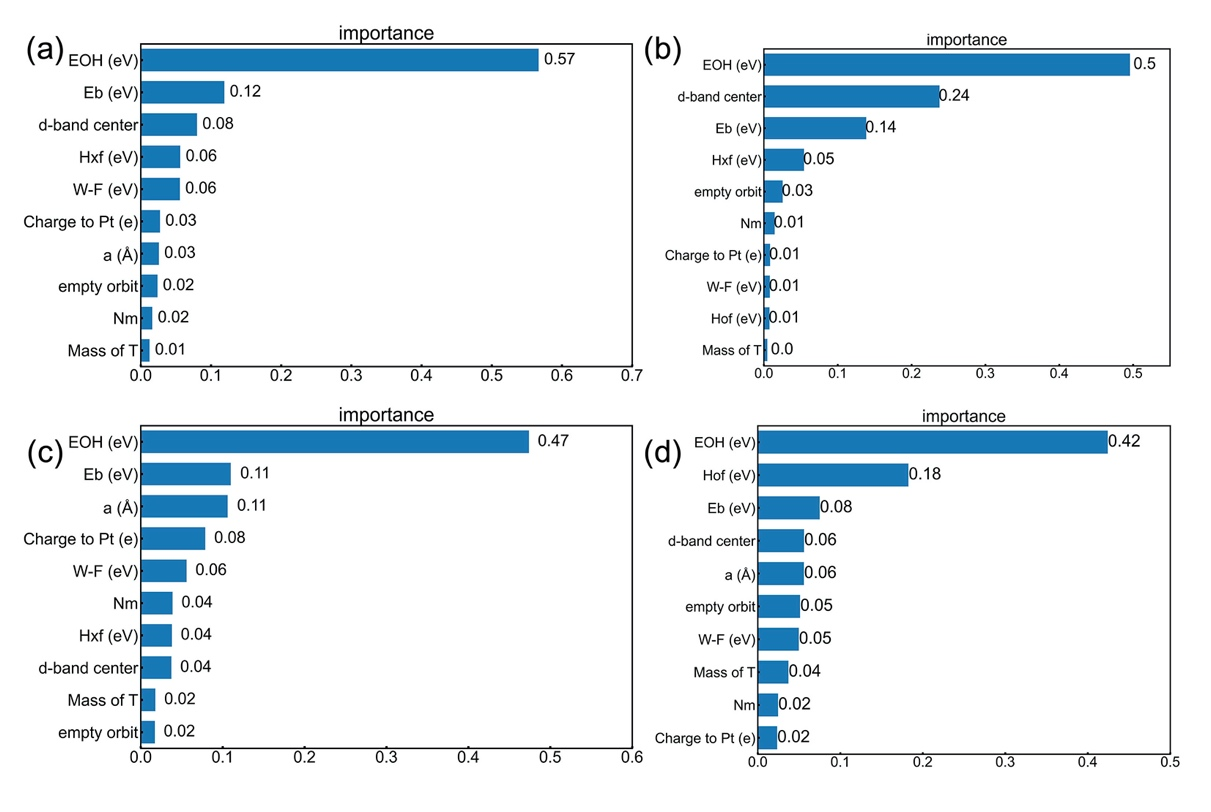 (a)
importance
EOH (eV) 0.57
Eb (eV) 0.12
d-band center 0.08
Hxf (eV) 0.06
W-F (eV) 0.06
Charge to Pt (e) 0.03
a (Å) 0.03
empty orbit 0.02
Nm 0.02
Mass of T 0.01
0.0 0.1 0.2 0.3 0.4 0.5 0.6 0.7
(b)
importance
EOH (eV) 0.5
d-band center 0.24
Eb (eV) 0.14
Hxf (eV) 0.05
empty orbit 0.03
Nm 0.01
Charge to Pt (e) 0.01
W-F (eV) 0.01
Hof (eV) 0.01
Mass of T 0.0
0.0 0.1 0.2 0.3 0.4 0.5
(c)
importance
EOH (eV) 0.47
Eb (eV) 0.11
a (Å) 0.11
Charge to Pt (e) 0.08
W-F (eV) 0.06
Nm 0.04
Hxf (eV) 0.04
d-band center 0.04
Mass of T 0.02
empty orbit 0.02
0.0 0.1 0.2 0.3 0.4 0.5 0.6
(d)
importance
EOH (eV) 0.42
Hof (eV) 0.18
Eb (eV) 0.08
d-band center 0.06
a (Å) 0.06
empty orbit 0.05
W-F (eV) 0.05
Mass of T 0.04
Nm 0.02
Charge to Pt (e) 0.02
0.0 0.1 0.2 0.3 0.4 0.5